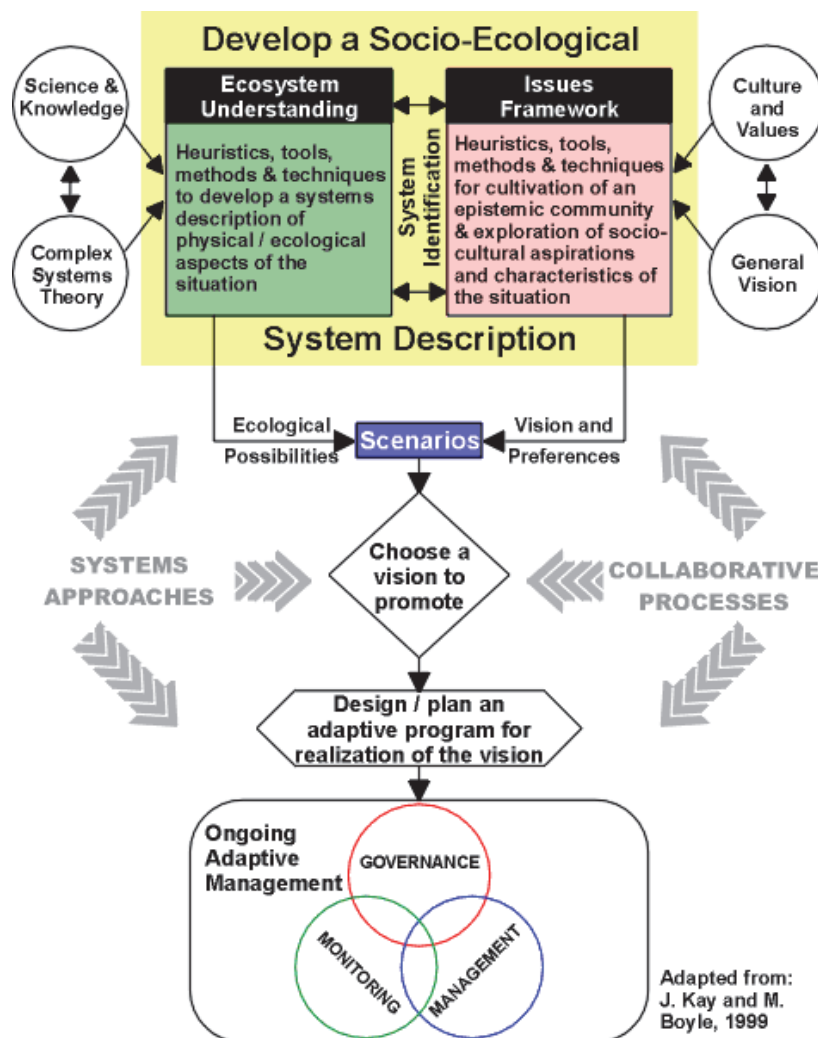 Develop a Socio-Ecological
Science &
Knowledge
Complex
Systems
Theory
Ecosystem
Understanding
Heuristics, tools,
methods & techniques
to develop a systems
description of
physical / ecological
aspects of the
situation
System
Identification
Issues
Framework
Heuristics, tools,
methods & techniques
for cultivation of an
epistemic community
& exploration of socio-
cultural aspirations
and characteristics of
the situation
Culture
and
Values
General
Vision
System Description
Ecological
Possibilities
Scenarios
Vision and
Preferences
SYSTEMS
APPROACHES
Choose a
vision to
promote
COLLABORATIVE
PROCESSES
Design / plan an
adaptive program for
realization of the vision
Ongoing
Adaptive
Management
GOVERNANCE
MONITORING
MANAGEMENT
Adapted from:
J. Kay and M.
Boyle, 1999